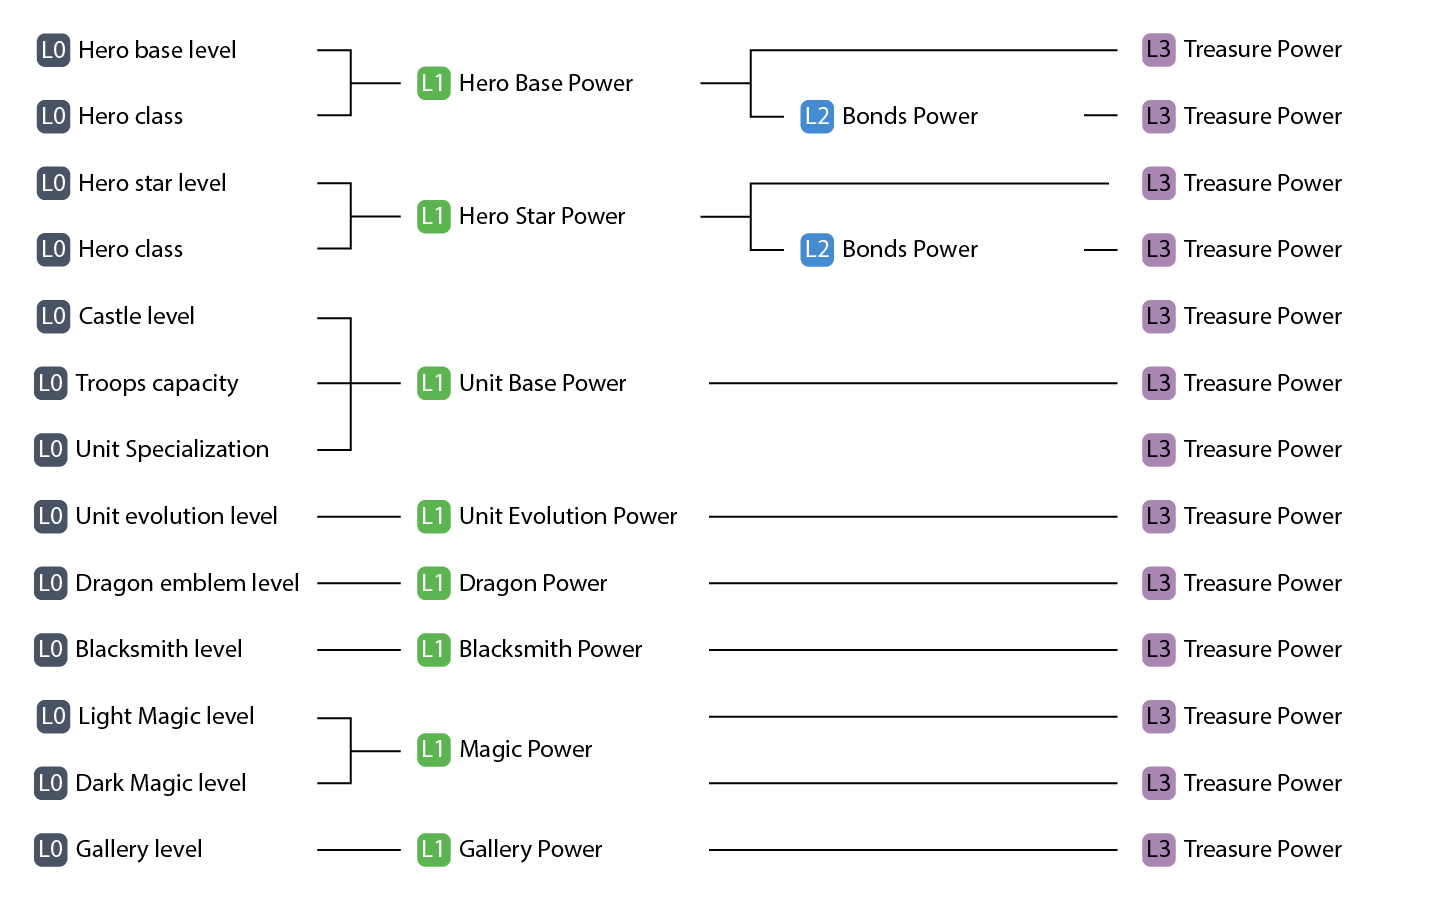 L0 Hero base level
L3 Treasure Power
L1 Hero Base Power
L0 Hero class
L2 Bonds Power
L3 Treasure Power
L0 Hero star level
L3 Treasure Power
L1 Hero Star Power
L0 Hero class
L2 Bonds Power
L3 Treasure Power
L0 Castle level
L3 Treasure Power
L0 Troops capacity
L1 Unit Base Power
L3 Treasure Power
L0 Unit Specialization
L3 Treasure Power
L0 Unit evolution level
L1 Unit Evolution Power
L3 Treasure Power
L0 Dragon emblem level
L1 Dragon Power
L3 Treasure Power
L0 Blacksmith level
L1 Blacksmith Power
L3 Treasure Power
L0 Light Magic level
L3 Treasure Power
L1 Magic Power
L0 Dark Magic level
L3 Treasure Power
L0 Gallery level
L1 Gallery Power
L3 Treasure Power